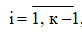 i = 1, к −1,